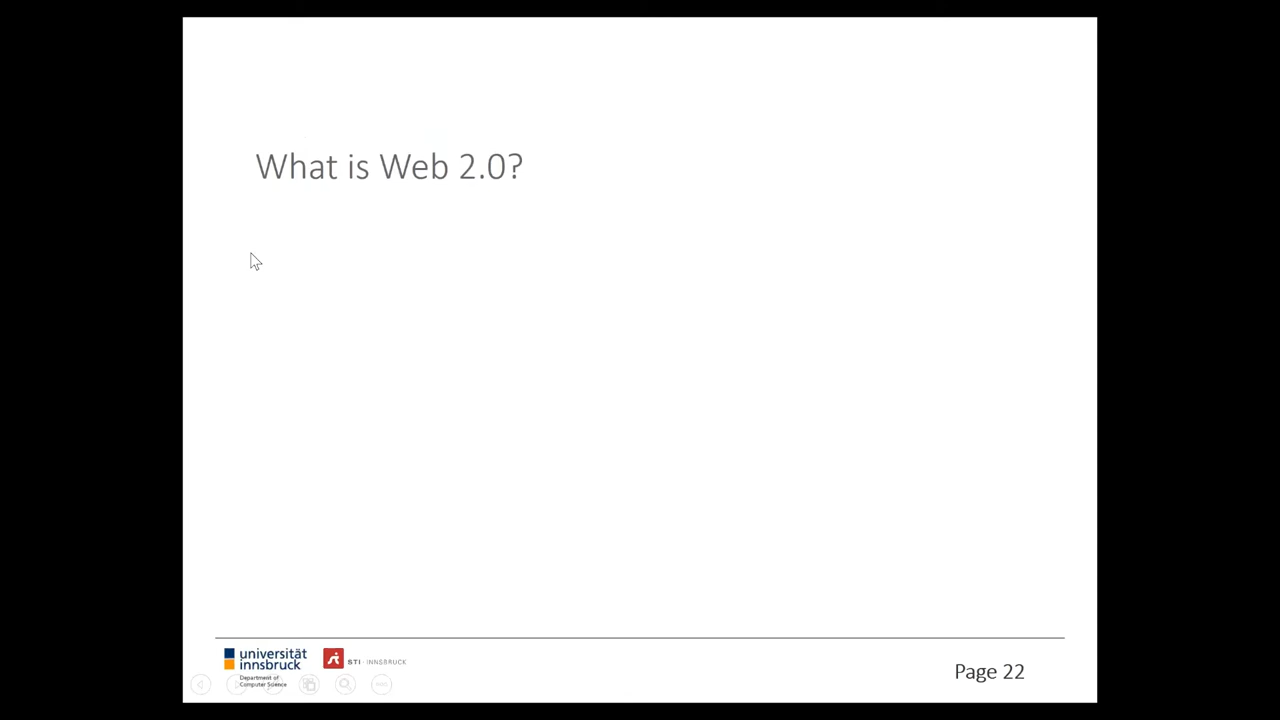 What is Web 2.0?
universität
innsbruck
Department of
Computer Science
STI · INNSBRUCK
Page 22